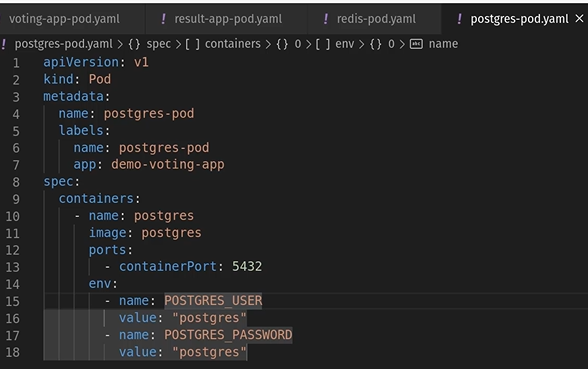 voting-app-pod.yaml ! result-app-pod.yaml ! redis-pod.yaml ! postgres-pod.yaml ×
! postgres-pod.yaml > {} spec > [ ] containers > {} 0 > [ ] env > {} 0 > abc name
1 apiVersion: v1
2 kind: Pod
3 metadata:
4   name: postgres-pod
5   labels:
6     name: postgres-pod
7     app: demo-voting-app
8 spec:
9   containers:
10     - name: postgres
11       image: postgres
12       ports:
13         - containerPort: 5432
14       env:
15         - name: POSTGRES_USER
16           value: "postgres"
17         - name: POSTGRES_PASSWORD
18           value: "postgres"